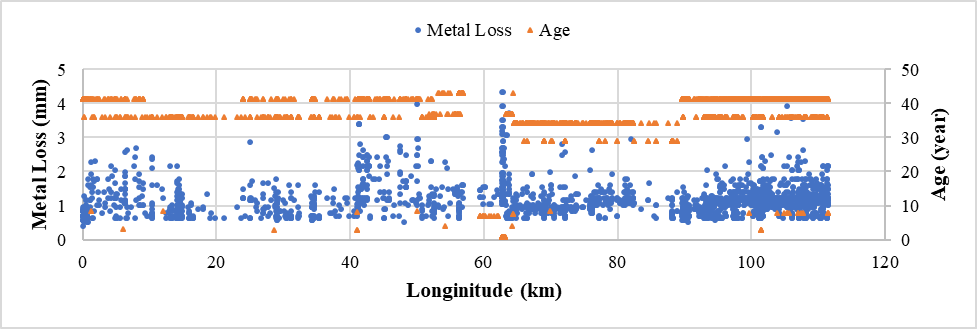 Metal Loss Age
5 50
4 40
3 30
2 20
1 10
0 0
0 20 40 60 80 100 120
Metal Loss (mm)
Age (year)
Longinitude (km)